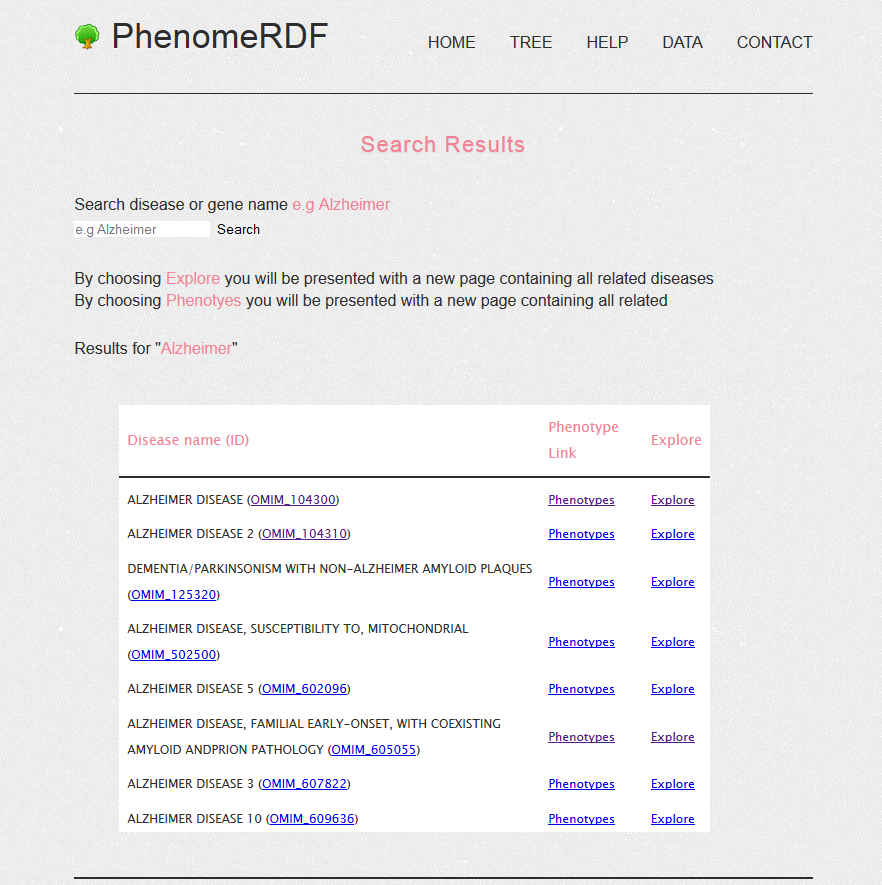 PhenomeRDF
HOME TREE HELP DATA CONTACT
Search Results
Search disease or gene name e.g Alzheimer
e.g Alzheimer Search
By choosing Explore you will be presented with a new page containing all related diseases
By choosing Phenotyes you will be presented with a new page containing all related
Results for "Alzheimer"
Disease name (ID) Phenotype Link Explore
ALZHEIMER DISEASE (OMIM_104300) Phenotypes Explore
ALZHEIMER DISEASE 2 (OMIM_104310) Phenotypes Explore
DEMENTIA/PARKINSONISM WITH NON-ALZHEIMER AMYLOID PLAQUES
(OMIM_125320) Phenotypes Explore
ALZHEIMER DISEASE, SUSCEPTIBILITY TO, MITOCHONDRIAL
(OMIM_502500) Phenotypes Explore
ALZHEIMER DISEASE 5 (OMIM_602096) Phenotypes Explore
ALZHEIMER DISEASE, FAMILIAL EARLY-ONSET, WITH COEXISTING
AMYLOID ANDPRION PATHOLOGY (OMIM_605055) Phenotypes Explore
ALZHEIMER DISEASE 3 (OMIM_607822) Phenotypes Explore
ALZHEIMER DISEASE 10 (OMIM_609636) Phenotypes Explore